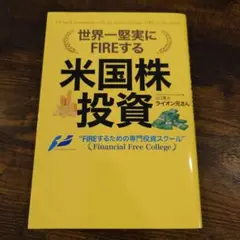 世界一堅実に
FIREする
米国株
投資
ライオン兄さん
"FIREするための専門投資スクール"
Financial Free College